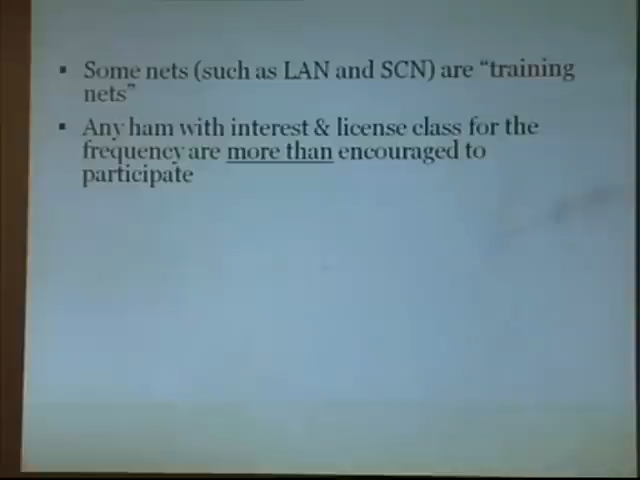 ▪ Some nets (such as LAN and SCN) are “training
nets”
▪ Any ham with interest & license class for the
frequency are more than encouraged to
participate